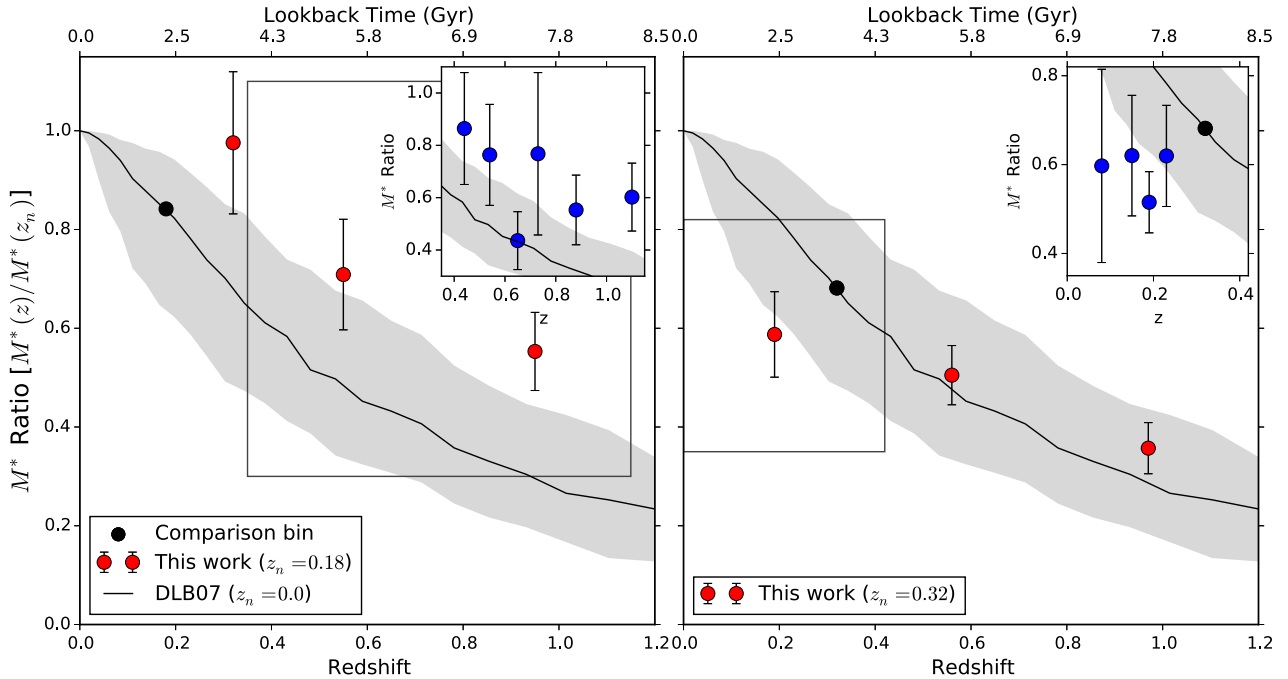 Lookback Time (Gyr)
0.0 2.5 4.3 5.8 6.9 7.8 8.5
M* Ratio [M*(z)/M*(z_n)]
1.0
0.8
0.6
0.4
0.2
0.0
M* Ratio
1.0
0.8
0.6
0.4
0.4 0.6 0.8 1.0
z
Comparison bin
This work (z_n=0.18)
DLB07 (z_n=0.0)
0.0 0.2 0.4 0.6 0.8 1.0 1.2
Redshift
Lookback Time (Gyr)
0.0 2.5 4.3 5.8 6.9 7.8 8.5
M* Ratio
0.8
0.6
0.4
0.0 0.2 0.4
z
This work (z_n=0.32)
0.0 0.2 0.4 0.6 0.8 1.0 1.2
Redshift